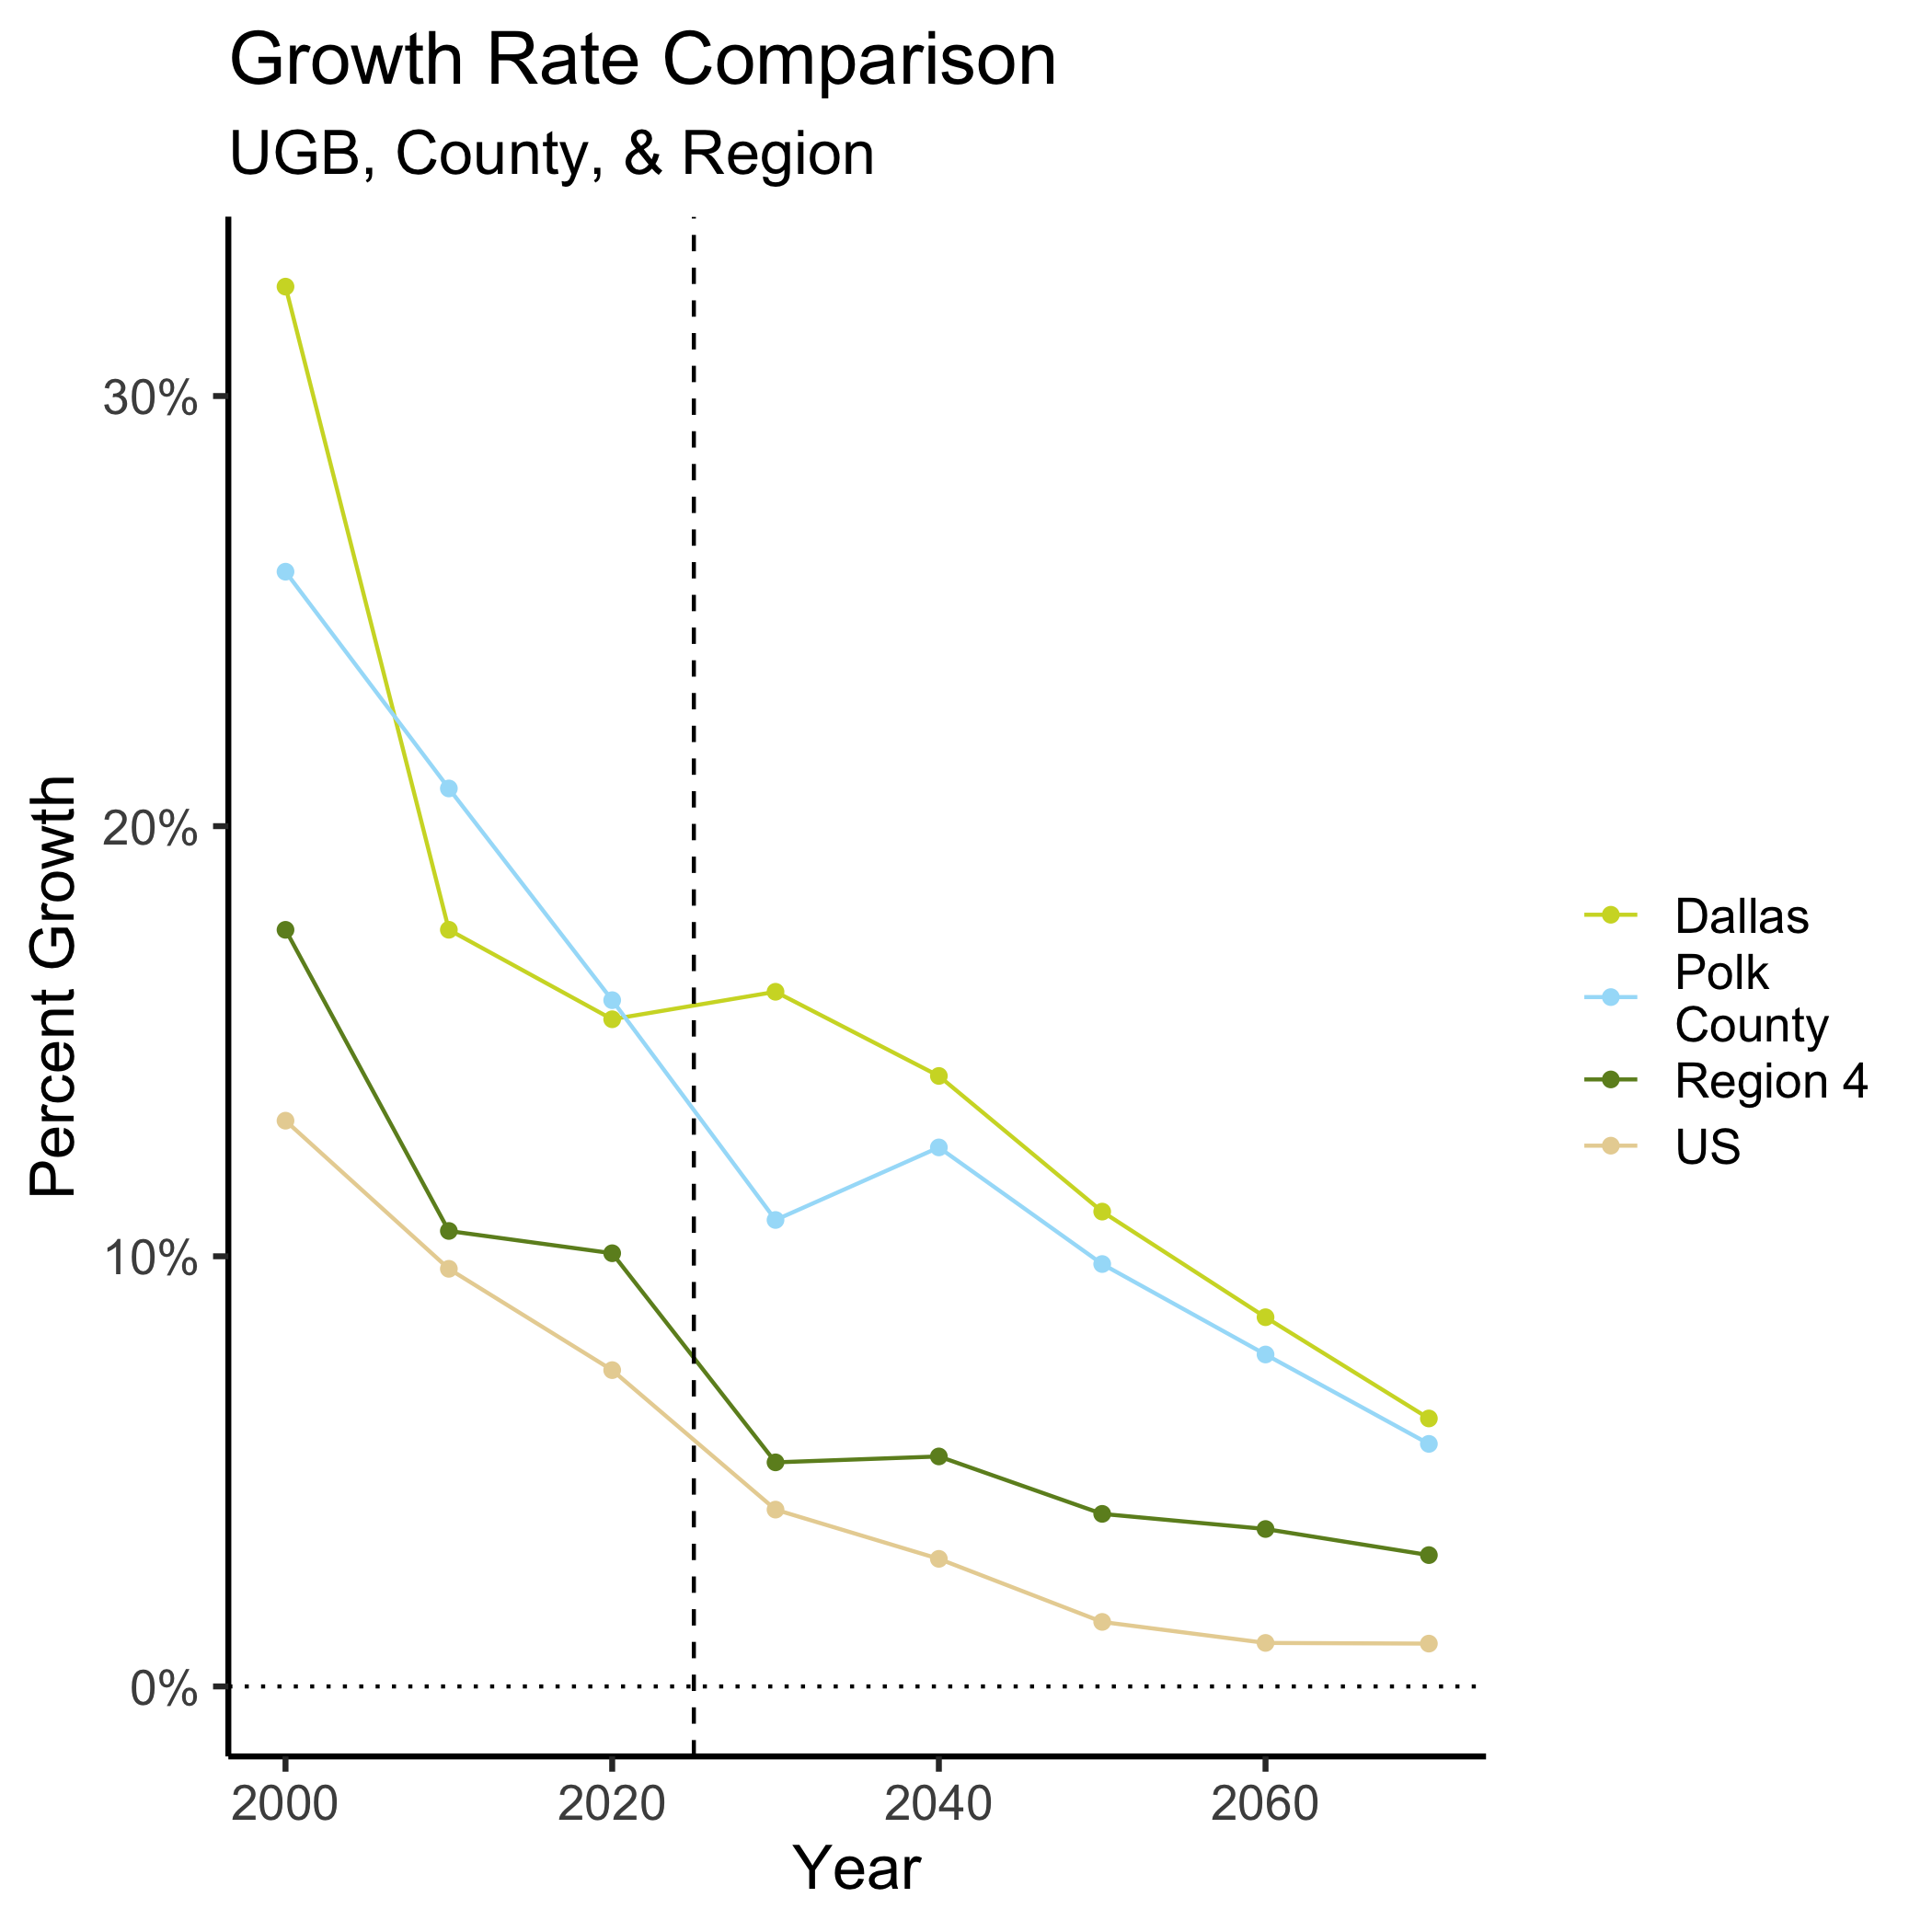 Growth Rate Comparison
UGB, County, & Region
Percent Growth
30%
20%
10%
0%
2000
2020
2040
2060
Year
Dallas
Polk
County
Region 4
US